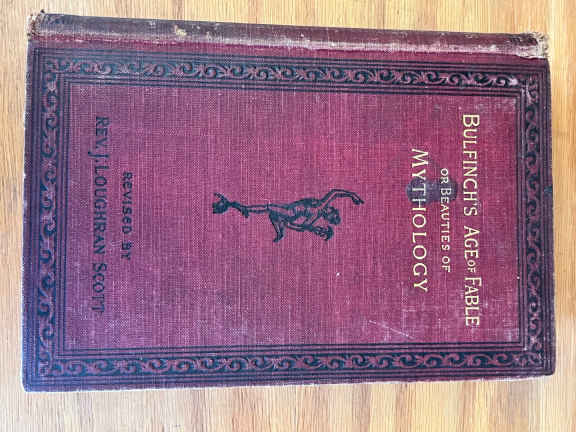 BULFINCH'S AGE OF FABLE
OR BEAUTIES OF
MYTHOLOGY
REVISED BY
REV. J. LOUGHRAN SCOTT